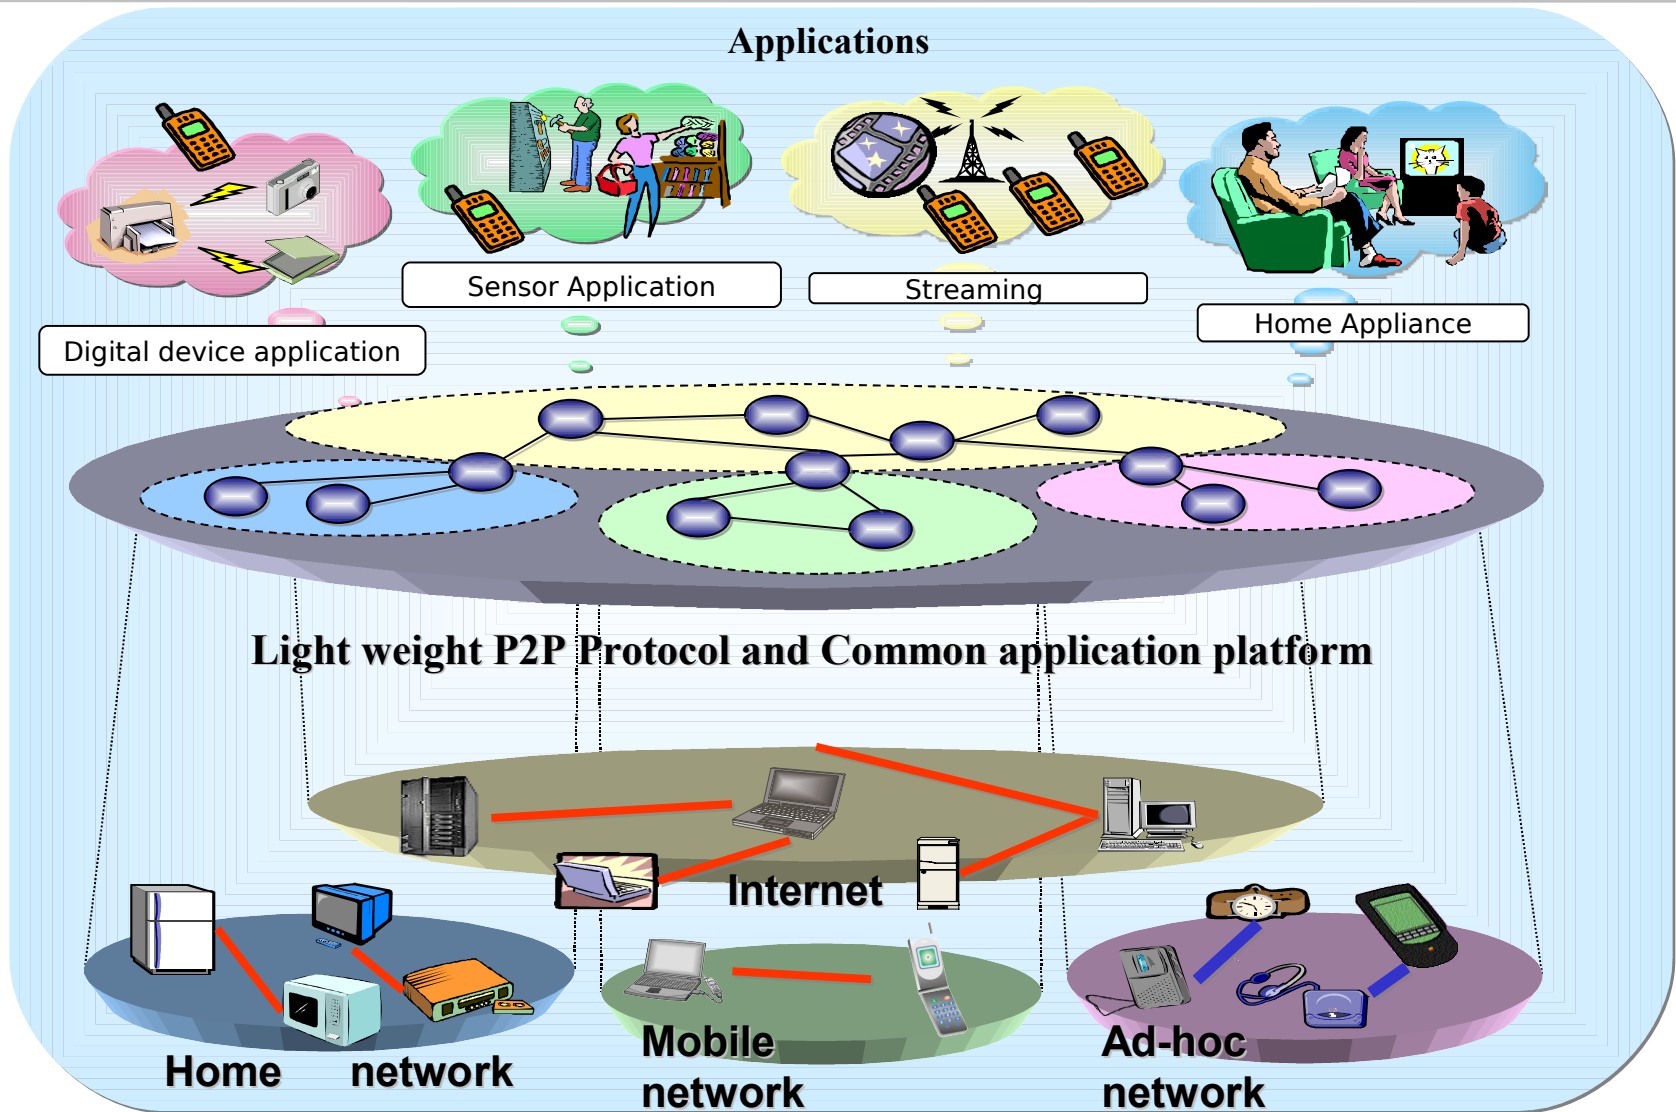 Applications
Sensor Application
Streaming
Home Appliance
Digital device application
Light weight P2P Protocol and Common application platform
Internet
Home network
Mobile
network
Ad-hoc
network